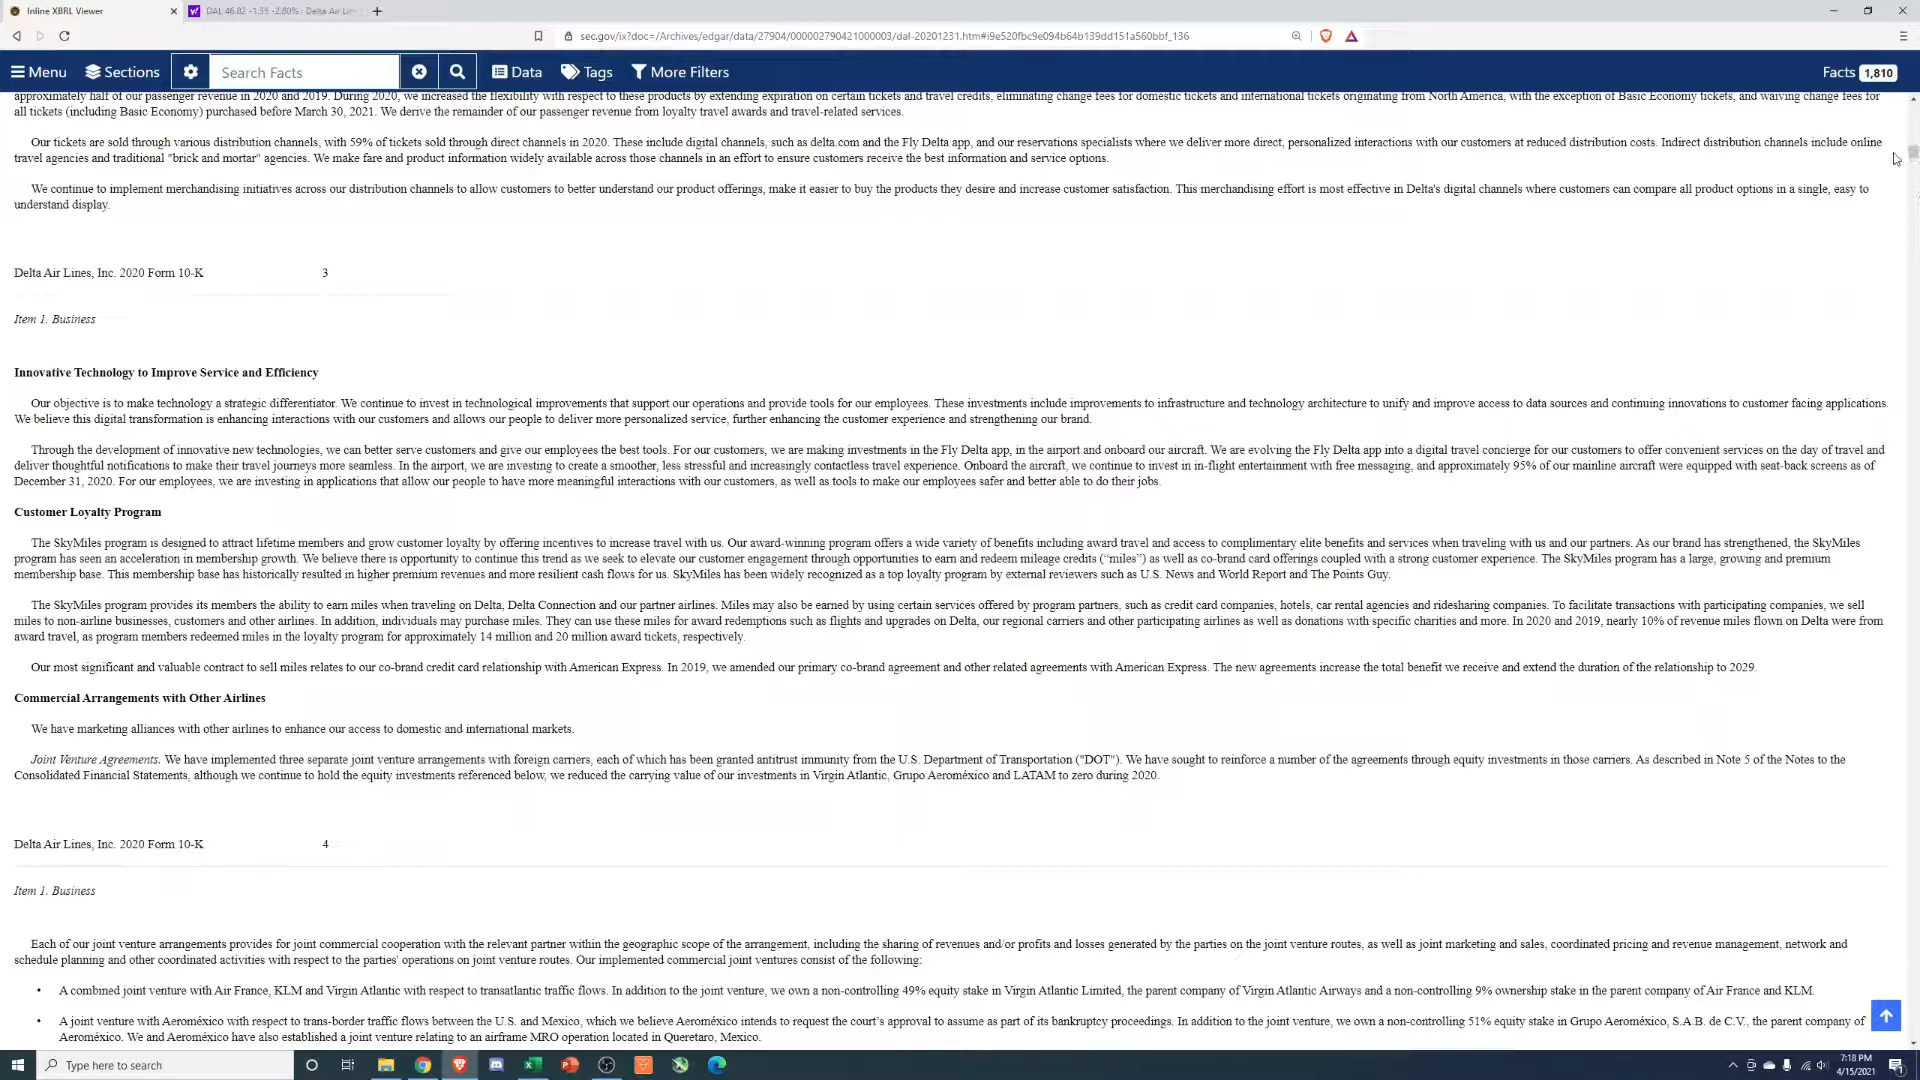 Inline XBRL Viewer
DAL 46.82 -1.35 -2.80% : Delta Air Lin
sec.gov/ix?doc=/Archives/edgar/data/27904/000002790421000003/dal-20201231.htm#i9e520fbc9e094b64b139dd151a560bbf_136
Menu Sections Search Facts Data Tags More Filters Facts 1,810
approximately half of our passenger revenue in 2020 and 2019. During 2020, we increased the flexibility with respect to these products by extending expiration on certain tickets and travel credits, eliminating change fees for domestic tickets and international tickets originating from North America, with the exception of Basic Economy tickets, and waiving change fees for
all tickets (including Basic Economy) purchased before March 30, 2021. We derive the remainder of our passenger revenue from loyalty travel awards and travel-related services.
Our tickets are sold through various distribution channels, with 59% of tickets sold through direct channels in 2020. These include digital channels, such as delta.com and the Fly Delta app, and our reservations specialists where we deliver more direct, personalized interactions with our customers at reduced distribution costs. Indirect distribution channels include online
travel agencies and traditional "brick and mortar" agencies. We make fare and product information widely available across those channels in an effort to ensure customers receive the best information and service options.
We continue to implement merchandising initiatives across our distribution channels to allow customers to better understand our product offerings, make it easier to buy the products they desire and increase customer satisfaction. This merchandising effort is most effective in Delta's digital channels where customers can compare all product options in a single, easy to
understand display.
Delta Air Lines, Inc. 2020 Form 10-K 3
Item 1. Business
Innovative Technology to Improve Service and Efficiency
Our objective is to make technology a strategic differentiator. We continue to invest in technological improvements that support our operations and provide tools for our employees. These investments include improvements to infrastructure and technology architecture to unify and improve access to data sources and continuing innovations to customer facing applications.
We believe this digital transformation is enhancing interactions with our customers and allows our people to deliver more personalized service, further enhancing the customer experience and strengthening our brand.
Through the development of innovative new technologies, we can better serve customers and give our employees the best tools. For our customers, we are making investments in the Fly Delta app, in the airport and onboard our aircraft. We are evolving the Fly Delta app into a digital travel concierge for our customers to offer convenient services on the day of travel and
deliver thoughtful notifications to make their travel journeys more seamless. In the airport, we are investing to create a smoother, less stressful and increasingly contactless travel experience. Onboard the aircraft, we continue to invest in in-flight entertainment with free messaging, and approximately 95% of our mainline aircraft were equipped with seat-back screens as of
December 31, 2020. For our employees, we are investing in applications that allow our people to have more meaningful interactions with our customers, as well as tools to make our employees safer and better able to do their jobs.
Customer Loyalty Program
The SkyMiles program is designed to attract lifetime members and grow customer loyalty by offering incentives to increase travel with us. Our award-winning program offers a wide variety of benefits including award travel and access to complimentary elite benefits and services when traveling with us and our partners. As our brand has strengthened, the SkyMiles
program has seen an acceleration in membership growth. We believe there is opportunity to continue this trend as we seek to elevate our customer engagement through opportunities to earn and redeem mileage credits (“miles”) as well as co-brand card offerings coupled with a strong customer experience. The SkyMiles program has a large, growing and premium
membership base. This membership base has historically resulted in higher premium revenues and more resilient cash flows for us. SkyMiles has been widely recognized as a top loyalty program by external reviewers such as U.S. News and World Report and The Points Guy.
The SkyMiles program provides its members the ability to earn miles when traveling on Delta, Delta Connection and our partner airlines. Miles may also be earned by using certain services offered by program partners, such as credit card companies, hotels, car rental agencies and ridesharing companies. To facilitate transactions with participating companies, we sell
miles to non-airline businesses, customers and other airlines. In addition, individuals may purchase miles. They can use these miles for award redemptions such as flights and upgrades on Delta, our regional carriers and other participating airlines as well as donations with specific charities and more. In 2020 and 2019, nearly 10% of revenue miles flown on Delta were from
award travel, as program members redeemed miles in the loyalty program for approximately 14 million and 20 million award tickets, respectively.
Our most significant and valuable contract to sell miles relates to our co-brand credit card relationship with American Express. In 2019, we amended our primary co-brand agreement and other related agreements with American Express. The new agreements increase the total benefit we receive and extend the duration of the relationship to 2029.
Commercial Arrangements with Other Airlines
We have marketing alliances with other airlines to enhance our access to domestic and international markets.
Joint Venture Agreements. We have implemented three separate joint venture arrangements with foreign carriers, each of which has been granted antitrust immunity from the U.S. Department of Transportation ("DOT"). We have sought to reinforce a number of the agreements through equity investments in those carriers. As described in Note 5 of the Notes to the
Consolidated Financial Statements, although we continue to hold the equity investments referenced below, we reduced the carrying value of our investments in Virgin Atlantic, Grupo Aeroméxico and LATAM to zero during 2020.
Delta Air Lines, Inc. 2020 Form 10-K 4
Item 1. Business
Each of our joint venture arrangements provides for joint commercial cooperation with the relevant partner within the geographic scope of the arrangement, including the sharing of revenues and/or profits and losses generated by the parties on the joint venture routes, as well as joint marketing and sales, coordinated pricing and revenue management, network and
schedule planning and other coordinated activities with respect to the parties' operations on joint venture routes. Our implemented commercial joint ventures consist of the following:
• A combined joint venture with Air France, KLM and Virgin Atlantic with respect to transatlantic traffic flows. In addition to the joint venture, we own a non-controlling 49% equity stake in Virgin Atlantic Limited, the parent company of Virgin Atlantic Airways and a non-controlling 9% ownership stake in the parent company of Air France and KLM.
• A joint venture with Aeroméxico with respect to trans-border traffic flows between the U.S. and Mexico, which we believe Aeroméxico intends to request the court’s approval to assume as part of its bankruptcy proceedings. In addition to the joint venture, we own a non-controlling 51% equity stake in Grupo Aeroméxico, S.A.B. de C.V., the parent company of
Aeroméxico. We and Aeroméxico have also established a joint venture relating to an airframe MRO operation located in Queretaro, Mexico.
Type here to search
7:18 PM
4/15/2021